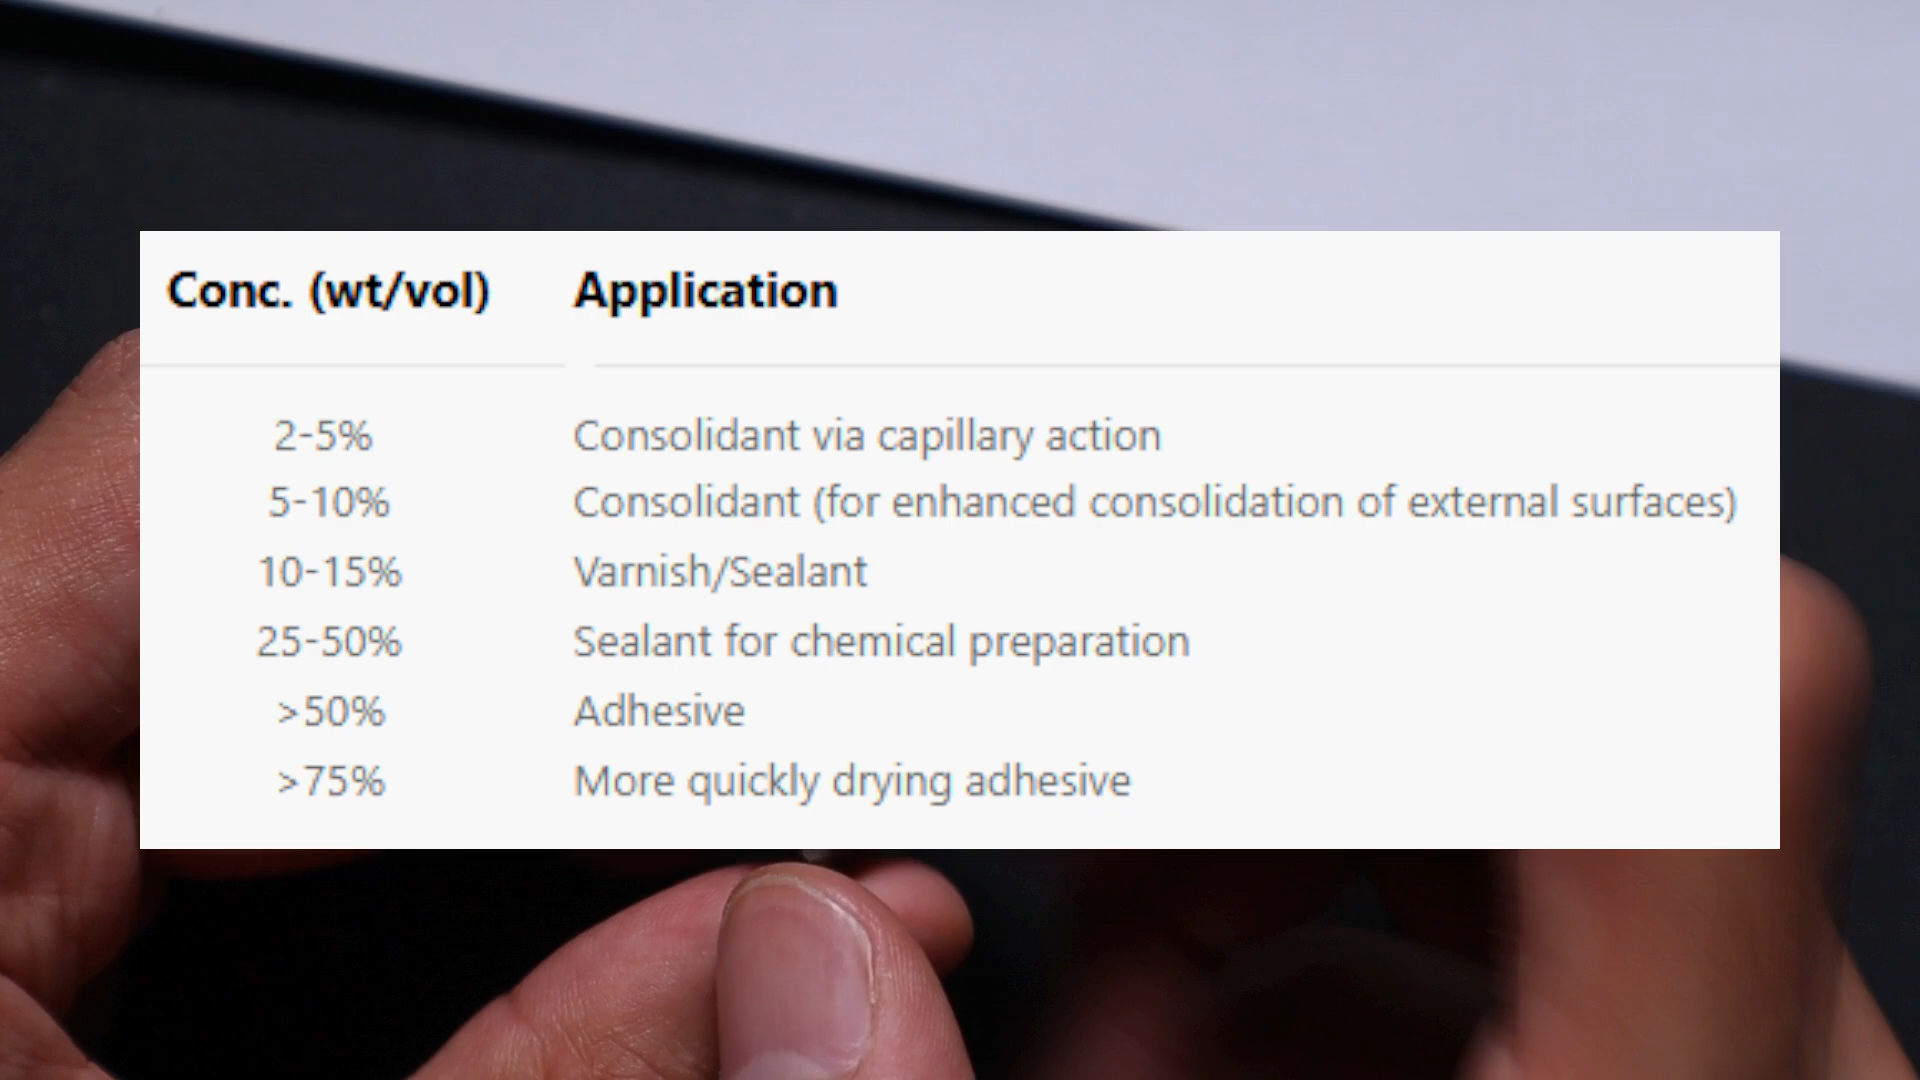 Conc. (wt/vol) Application
2-5% Consolidant via capillary action
5-10% Consolidant (for enhanced consolidation of external surfaces)
10-15% Varnish/Sealant
25-50% Sealant for chemical preparation
>50% Adhesive
>75% More quickly drying adhesive